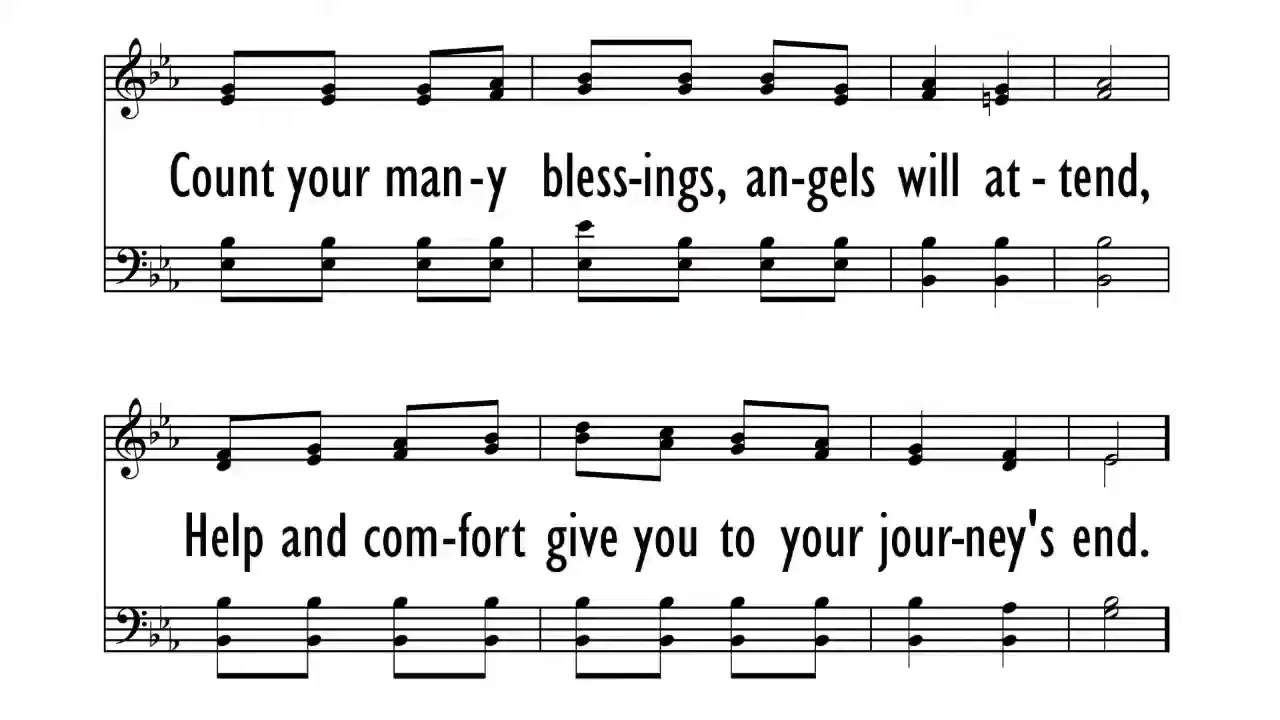 Count your man-y bless-ings, an-gels will at - tend,
Help and com-fort give you to your jour-ney's end.